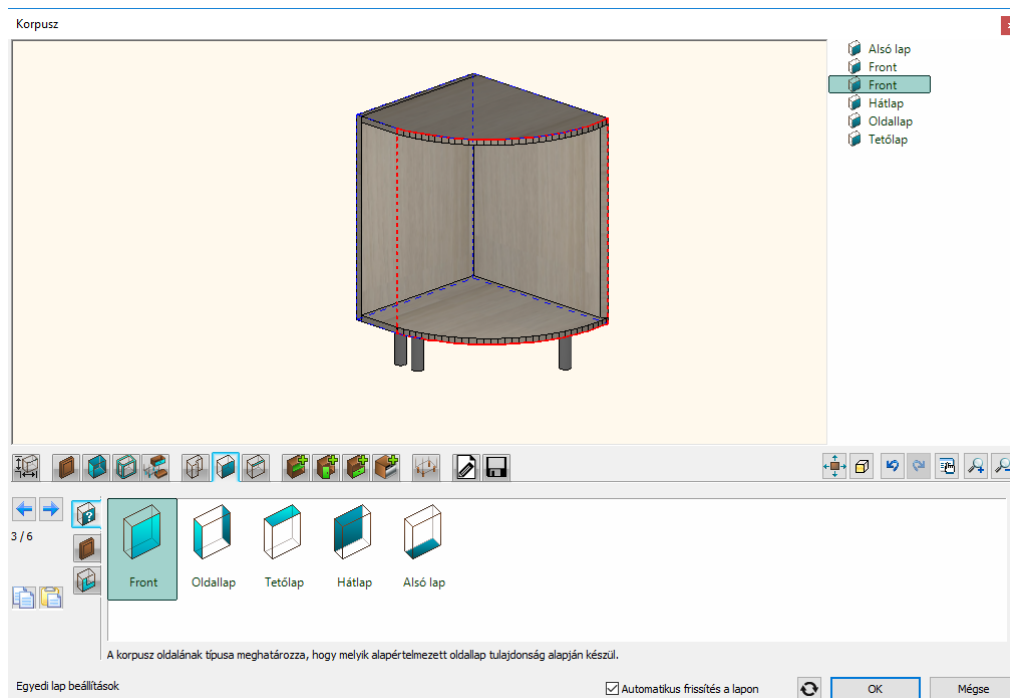 Korpusz
Alsó lap
Front
Front
Hátlap
Oldallap
Tetőlap
3 / 6
Front
Oldallap
Tetőlap
Hátlap
Alsó lap
A korpusz oldalának típusa meghatározza, hogy melyik alapértelmezett oldallap tulajdonság alapján készül.
Egyedi lap beállítások
Automatikus frissítés a lapon
OK
Mégse